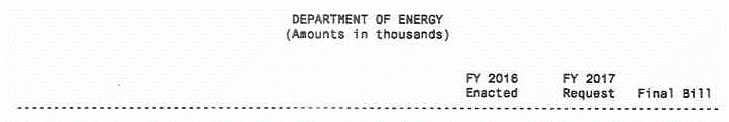 DEPARTMENT OF ENERGY
(Amounts in thousands)
FY 2016 FY 2017
Enacted Request Final Bill